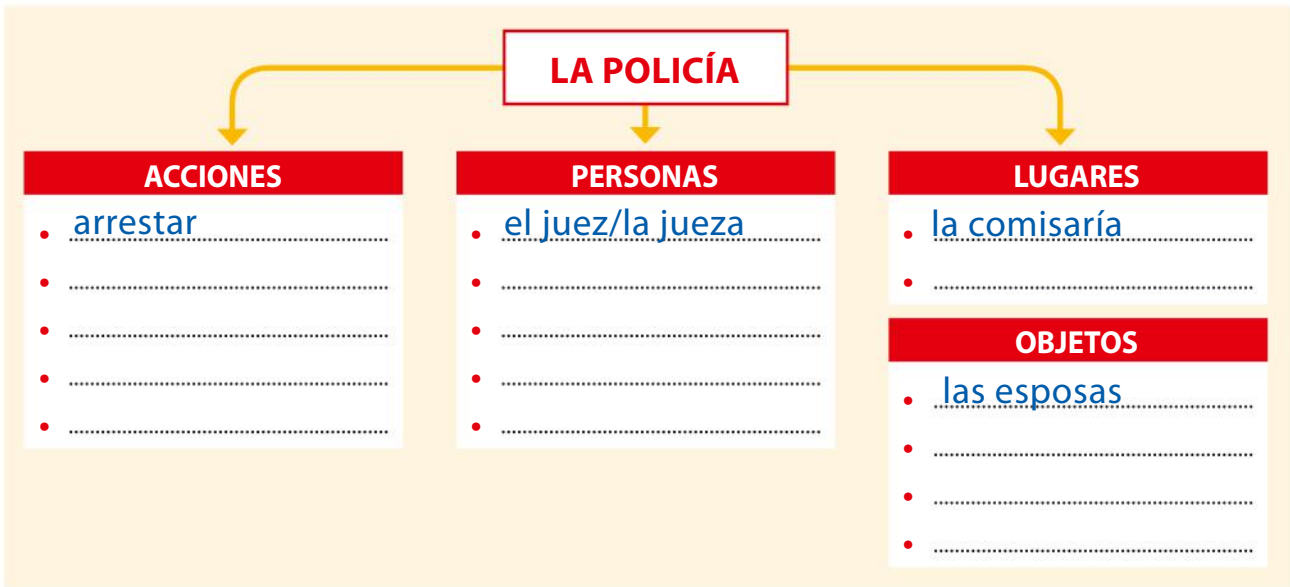 LA POLICÍA
ACCIONES
• arrestar
•
•
•
•
PERSONAS
• el juez/la jueza
•
•
•
•
LUGARES
• la comisaría
•
OBJETOS
• las esposas
•
•
•